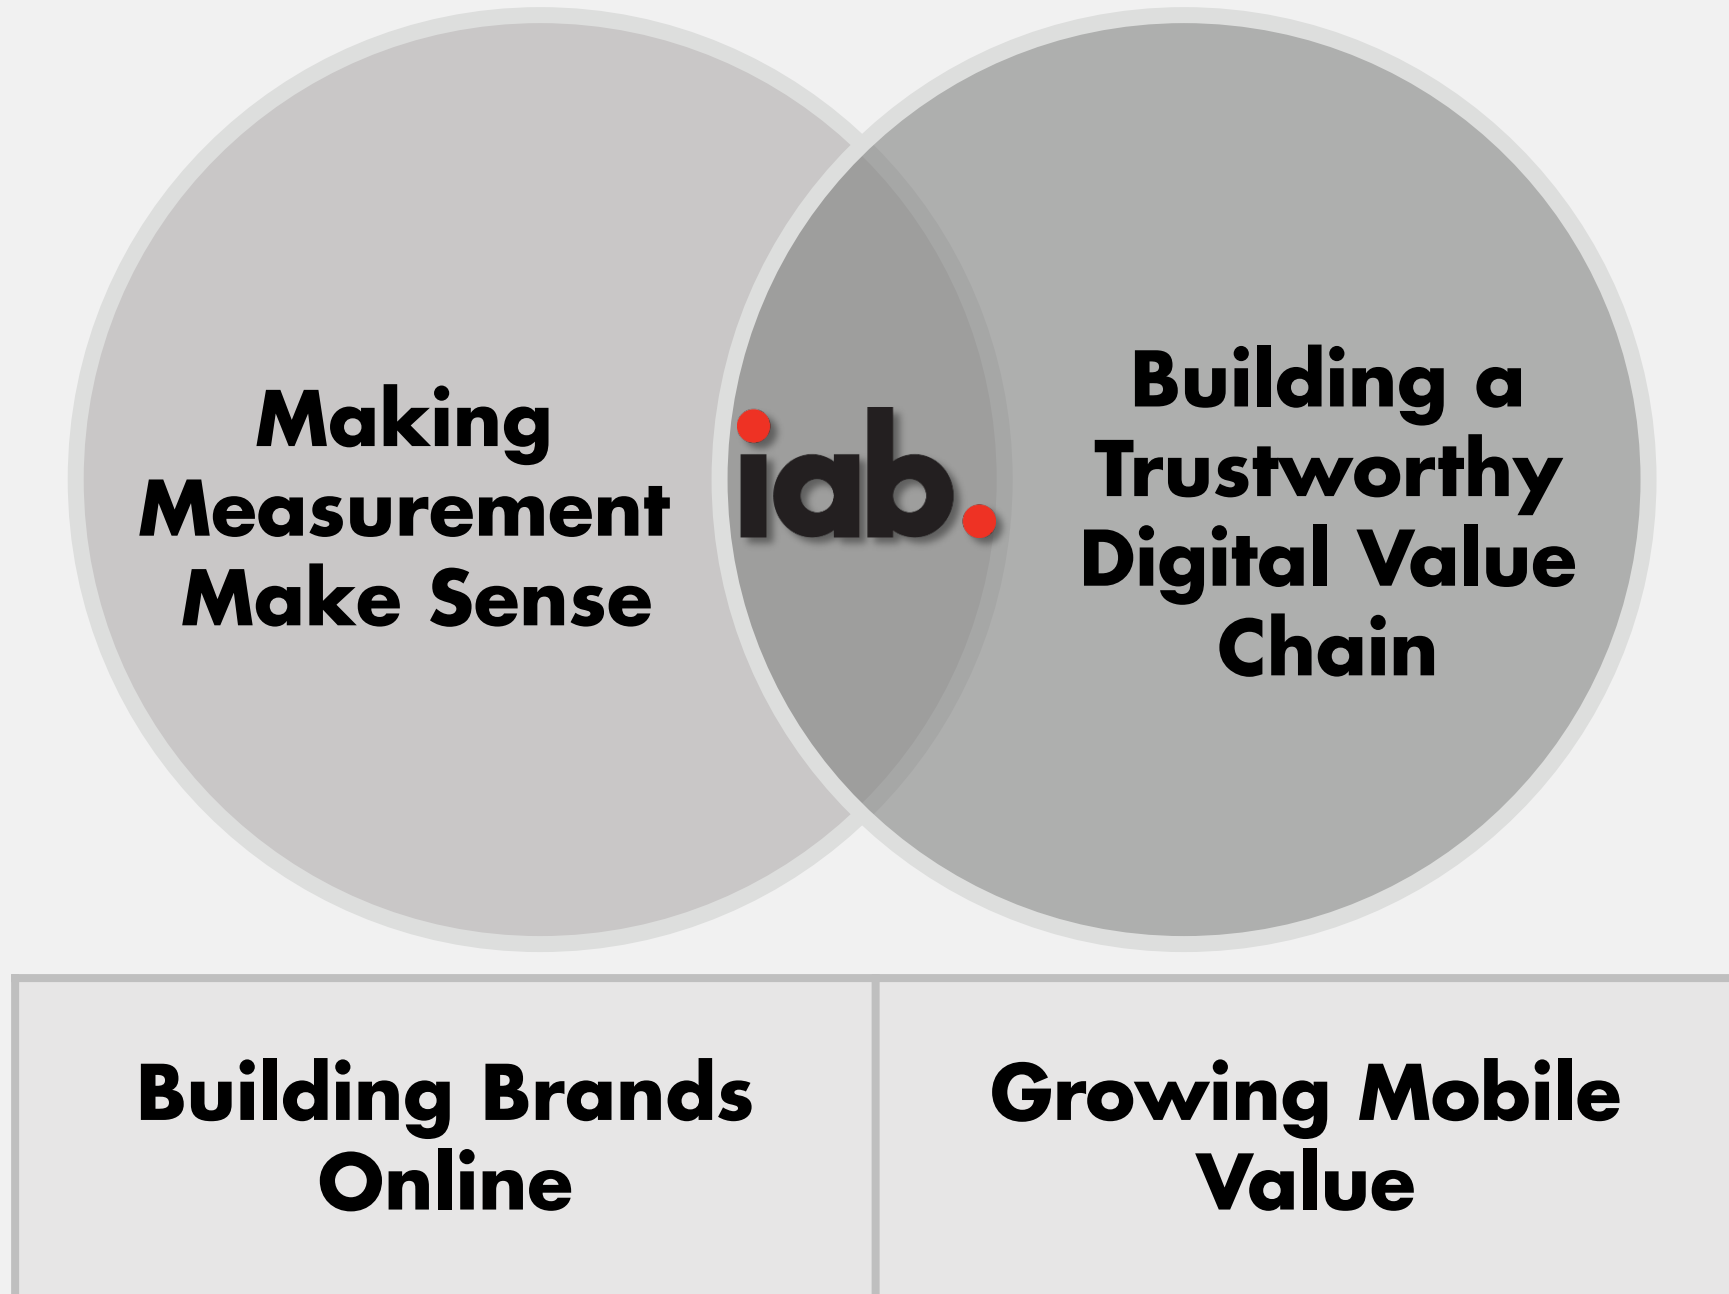 Making
Measurement
Make Sense
iab.
Building a
Trustworthy
Digital Value
Chain
Building Brands
Online
Growing Mobile
Value